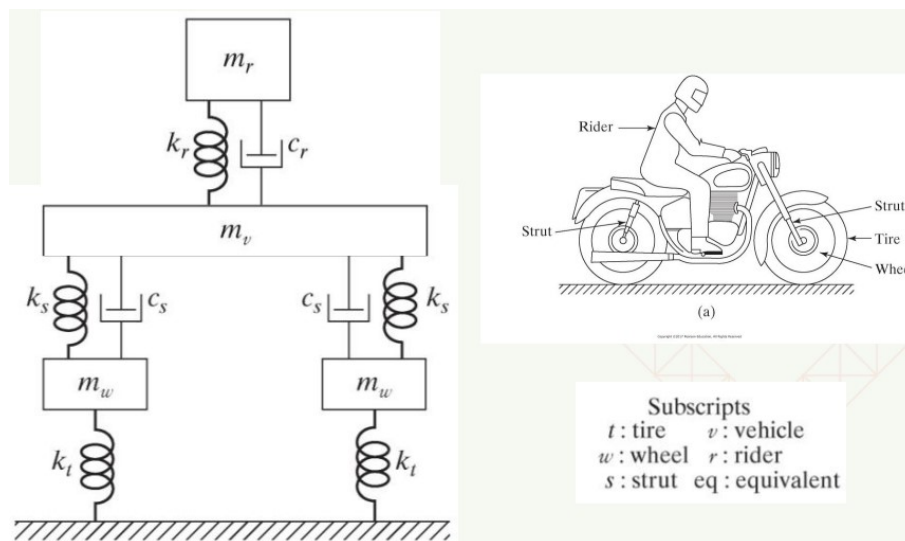 m_r
k_r
c_r
m_v
k_s
c_s
c_s
k_s
m_w
m_w
k_t
k_t
Rider
Strut
Strut
Tire
Whee
(a)
Subscripts
t : tire v : vehicle
w : wheel r : rider
s : strut eq : equivalent